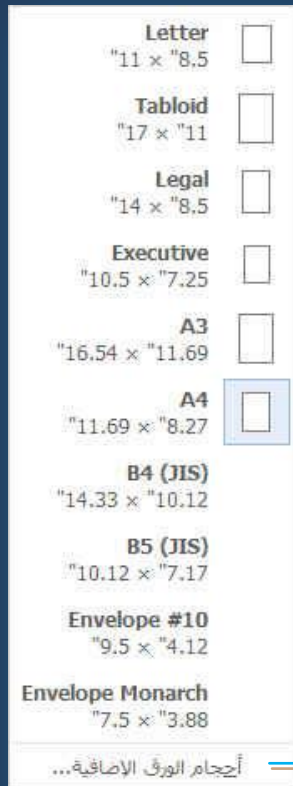 Letter
"11 × "8.5
Tabloid
"17 × "11
Legal
"14 × "8.5
Executive
"10.5 × "7.25
A3
"16.54 × "11.69
A4
"11.69 × "8.27
B4 (JIS)
"14.33 × "10.12
B5 (JIS)
"10.12 × "7.17
Envelope #10
"9.5 × "4.12
Envelope Monarch
"7.5 × "3.88
أحجام الورق الإضافية...